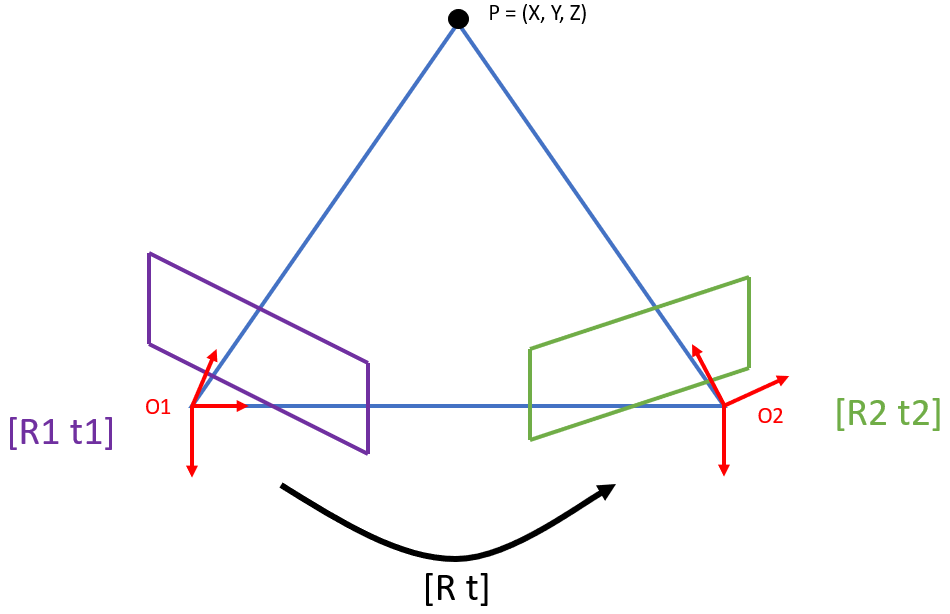 P = (X, Y, Z)
O1
O2
[R1 t1]
[R2 t2]
[R t]